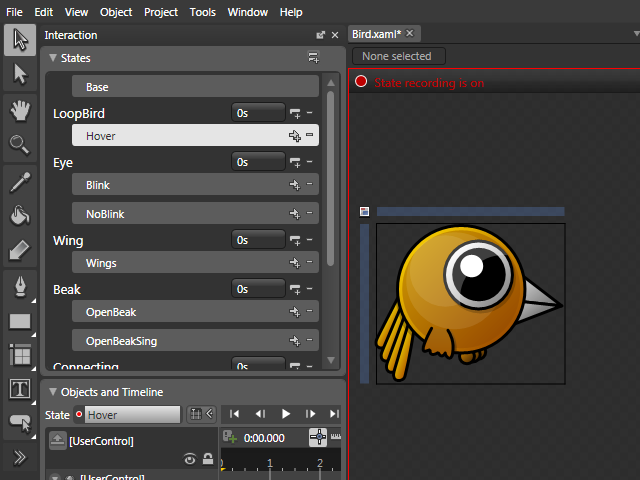 File Edit View Object Project Tools Window Help
Interaction
Bird.xaml*
States
None selected
Base
State recording is on
LoopBird 0s
Hover
Eye 0s
Blink
NoBlink
Wing 0s
Wings
Beak 0s
OpenBeak
OpenBeakSing
Connecting 0s
Objects and Timeline
State Hover
[UserControl] 0:00.000
0 1 2
[UserControl]